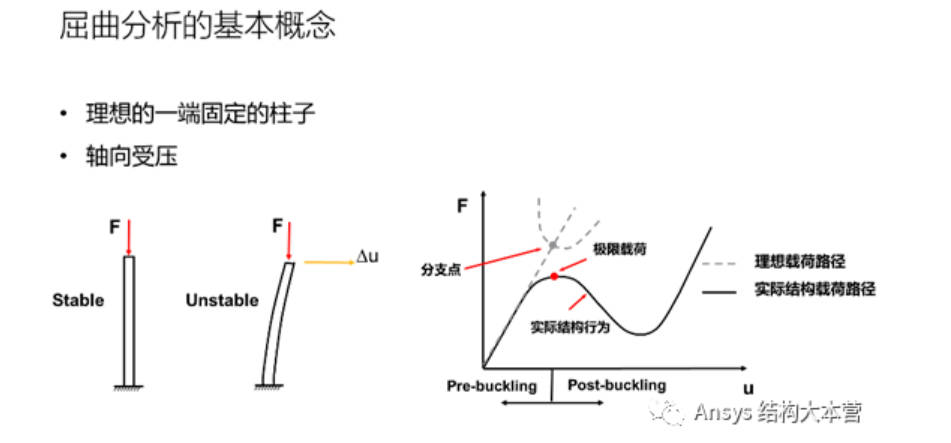 屈曲分析的基本概念
• 理想的一端固定的柱子
• 轴向受压
F
Stable
F
Δu
Unstable
F
分支点
极限载荷
实际结构行为
理想载荷路径
实际结构载荷路径
Pre-buckling
Post-buckling
u
Ansys 结构大本营